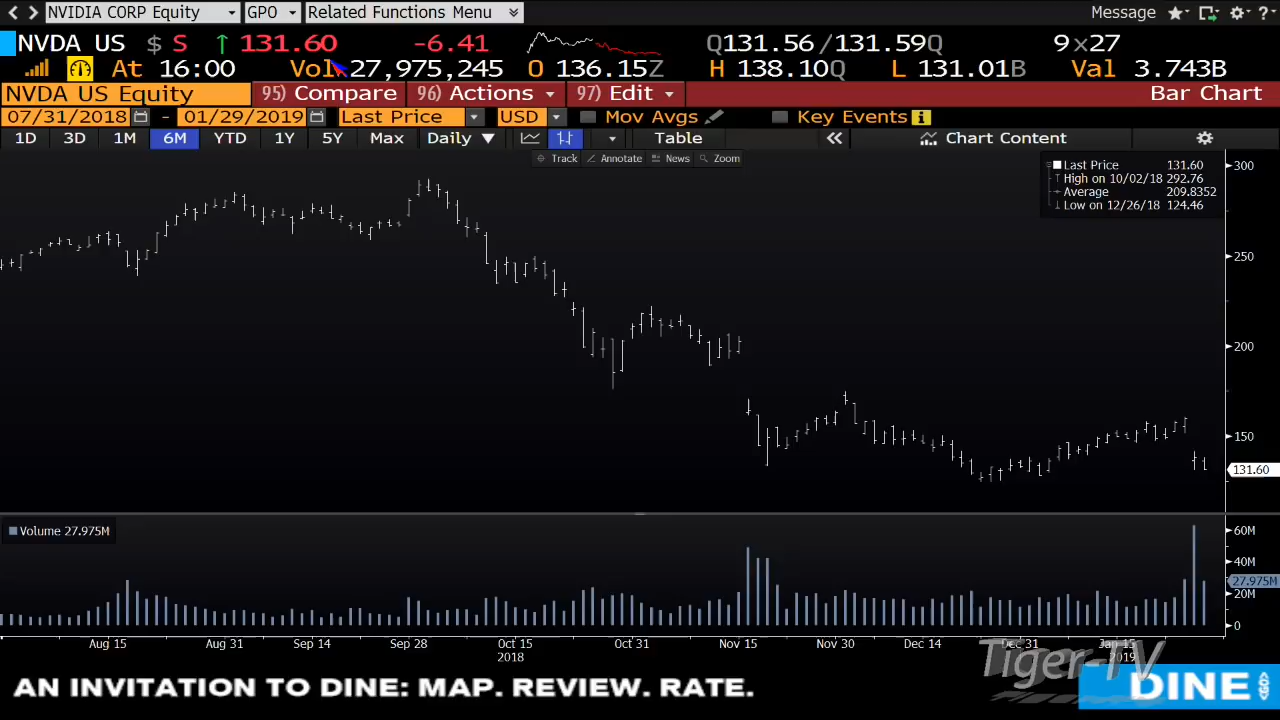 NVIDIA CORP Equity GPO Related Functions Menu Message ?
NVDA US $ S ↑ 131.60 -6.41 Q131.56/131.59Q 9x27
At 16:00 Vol 27,975,245 O 136.15Z H 138.10Q L 131.01B Val 3.743B
NVDA US Equity 95) Compare 96) Actions 97) Edit Bar Chart
07/31/2018 - 01/29/2019 Last Price USD Mov Avgs Key Events i
1D 3D 1M 6M YTD 1Y 5Y Max Daily ▼ Table « Chart Content
Track Annotate News Zoom
Last Price 131.60
High on 10/02/18 292.76
Average 209.8352
Low on 12/26/18 124.46
300
250
200
150
131.60
Volume 27.975M
60M
40M
27.975M
20M
0
Aug 15 Aug 31 Sep 14 Sep 28 Oct 15 Oct 31 Nov 15 Nov 30 Dec 14 Dec 31 Jan 15
2018 2019
Tiger-TV
AN INVITATION TO DINE: MAP. REVIEW. RATE.
DINE